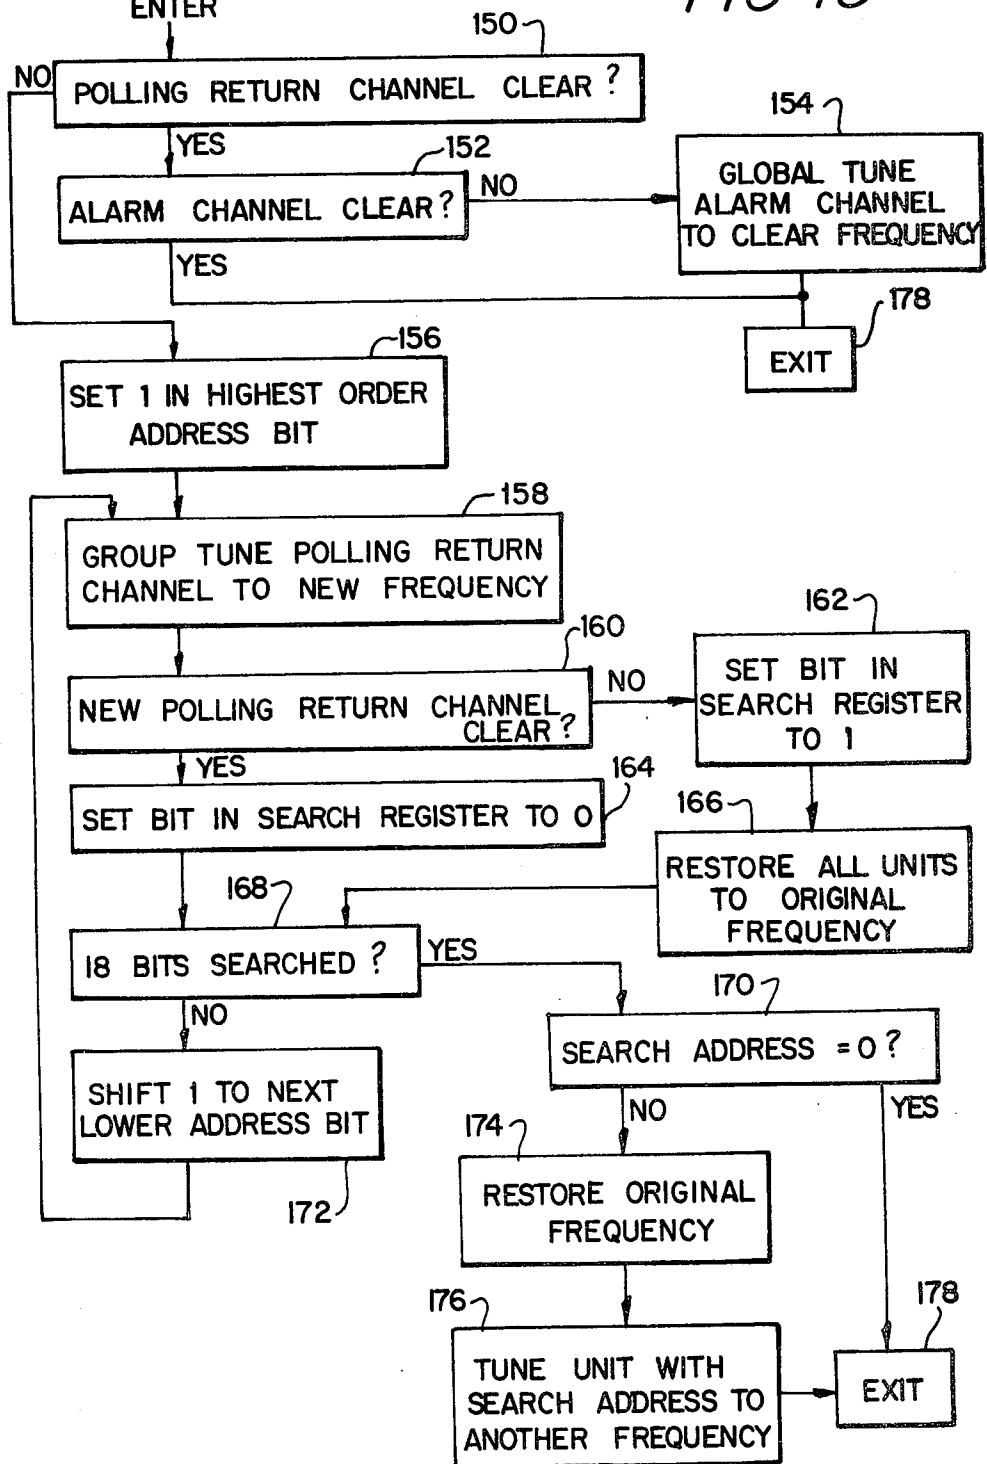 ENTER
150
NO
POLLING RETURN CHANNEL CLEAR ?
154
YES
152
NO
GLOBAL TUNE
ALARM CHANNEL
TO CLEAR FREQUENCY
ALARM CHANNEL CLEAR ?
YES
178
EXIT
156
SET 1 IN HIGHEST ORDER
ADDRESS BIT
158
GROUP TUNE POLLING RETURN
CHANNEL TO NEW FREQUENCY
160
162
NO
SET BIT IN
SEARCH REGISTER
TO 1
NEW POLLING RETURN CHANNEL
CLEAR ?
YES
164
SET BIT IN SEARCH REGISTER TO 0
166
RESTORE ALL UNITS
TO ORIGINAL
FREQUENCY
168
18 BITS SEARCHED ?
YES
NO
170
SEARCH ADDRESS = 0 ?
SHIFT 1 TO NEXT
LOWER ADDRESS BIT
172
NO
YES
174
RESTORE ORIGINAL
FREQUENCY
176
178
TUNE UNIT WITH
SEARCH ADDRESS TO
ANOTHER FREQUENCY
EXIT